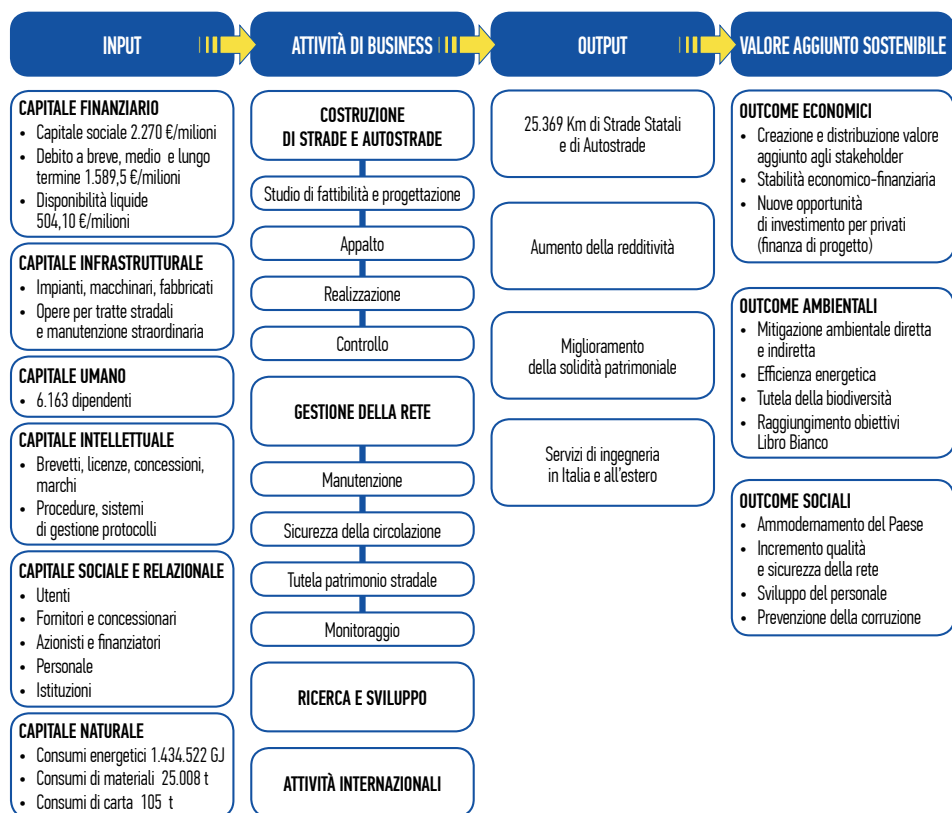 INPUT
ATTIVITÀ DI BUSINESS
OUTPUT
VALORE AGGIUNTO SOSTENIBILE
CAPITALE FINANZIARIO
• Capitale sociale 2.270 €/milioni
• Debito a breve, medio e lungo
termine 1.589,5 €/milioni
• Disponibilità liquide
504,10 €/milioni
CAPITALE INFRASTRUTTURALE
• Impianti, macchinari, fabbricati
• Opere per tratte stradali
e manutenzione straordinaria
CAPITALE UMANO
• 6.163 dipendenti
CAPITALE INTELLETTUALE
• Brevetti, licenze, concessioni,
marchi
• Procedure, sistemi
di gestione protocolli
CAPITALE SOCIALE E RELAZIONALE
• Utenti
• Fornitori e concessionari
• Azionisti e finanziatori
• Personale
• Istituzioni
CAPITALE NATURALE
• Consumi energetici 1.434.522 GJ
• Consumi di materiali 25.008 t
• Consumi di carta 105 t
COSTRUZIONE
DI STRADE E AUTOSTRADE
Studio di fattibilità e progettazione
Appalto
Realizzazione
Controllo
GESTIONE DELLA RETE
Manutenzione
Sicurezza della circolazione
Tutela patrimonio stradale
Monitoraggio
RICERCA E SVILUPPO
ATTIVITÀ INTERNAZIONALI
25.369 Km di Strade Statali
e di Autostrade
Aumento della redditività
Miglioramento
della solidità patrimoniale
Servizi di ingegneria
in Italia e all'estero
OUTCOME ECONOMICI
• Creazione e distribuzione valore
aggiunto agli stakeholder
• Stabilità economico-finanziaria
• Nuove opportunità
di investimento per privati
(finanza di progetto)
OUTCOME AMBIENTALI
• Mitigazione ambientale diretta
e indiretta
• Efficienza energetica
• Tutela della biodiversità
• Raggiungimento obiettivi
Libro Bianco
OUTCOME SOCIALI
• Ammodernamento del Paese
• Incremento qualità
e sicurezza della rete
• Sviluppo del personale
• Prevenzione della corruzione